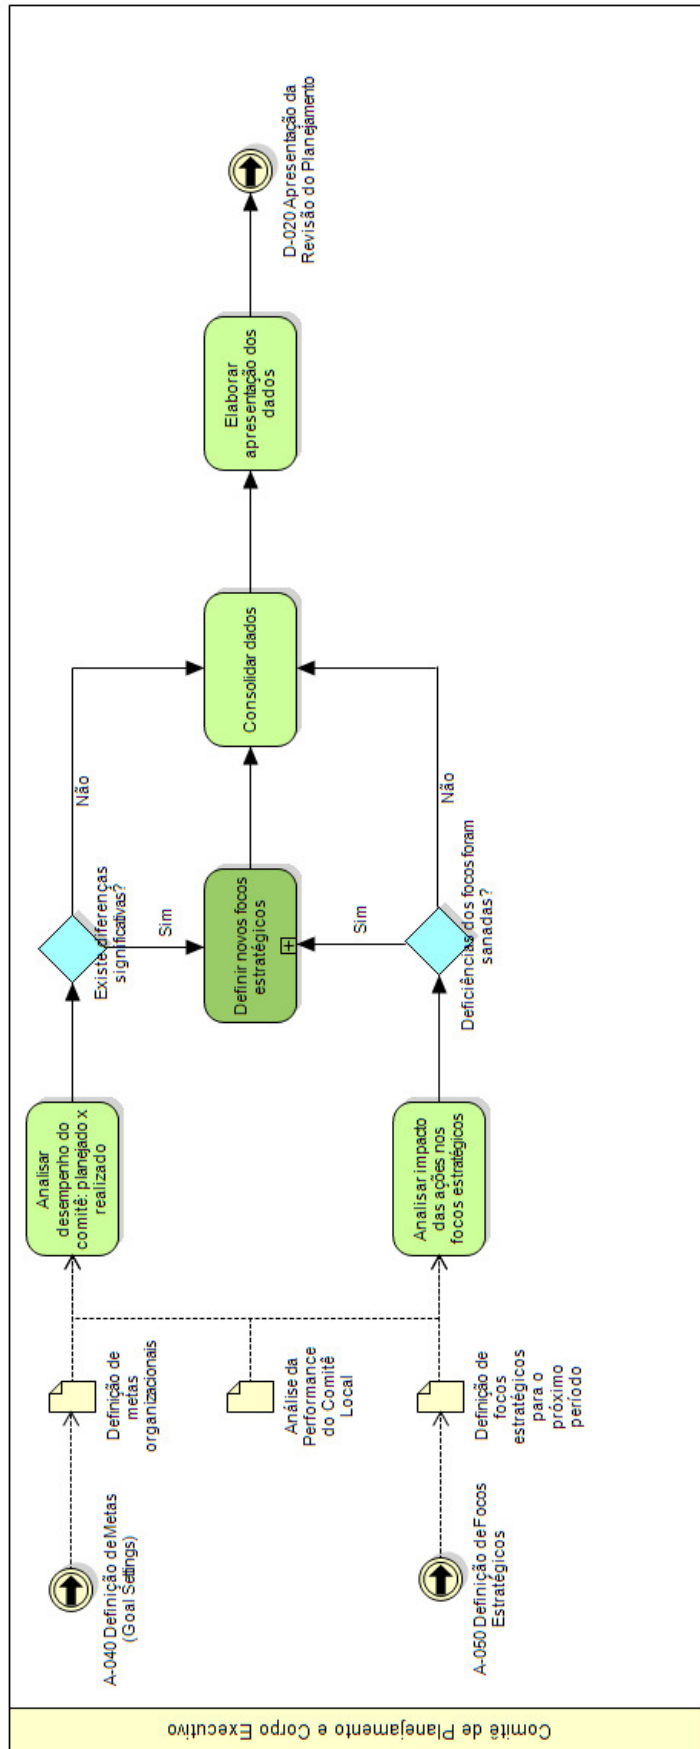 Comitê de Planejamento e Corpo Executivo
A-040 Definição de Metas
(Goal Settings)
Definição de
metas
organizacionais
Analisar
desempenho do
comitê: planejado x
realizado
Existe diferenças
significativas?
Não
Sim
Análise da
Performance
do Comitê
Local
Definir novos focos
estratégicos
Consolidar dados
Elaborar
apresentação dos
dados
D-020 Apresentação da
Revisão do Planejamento
A-050 Definição de Focos
Estratégicos
Definição de
focos
estratégicos
para o
próximo
período
Analisar impacto
das ações nos
focos estratégicos
Sim
Deficiências dos focos foram
sanadas?
Não